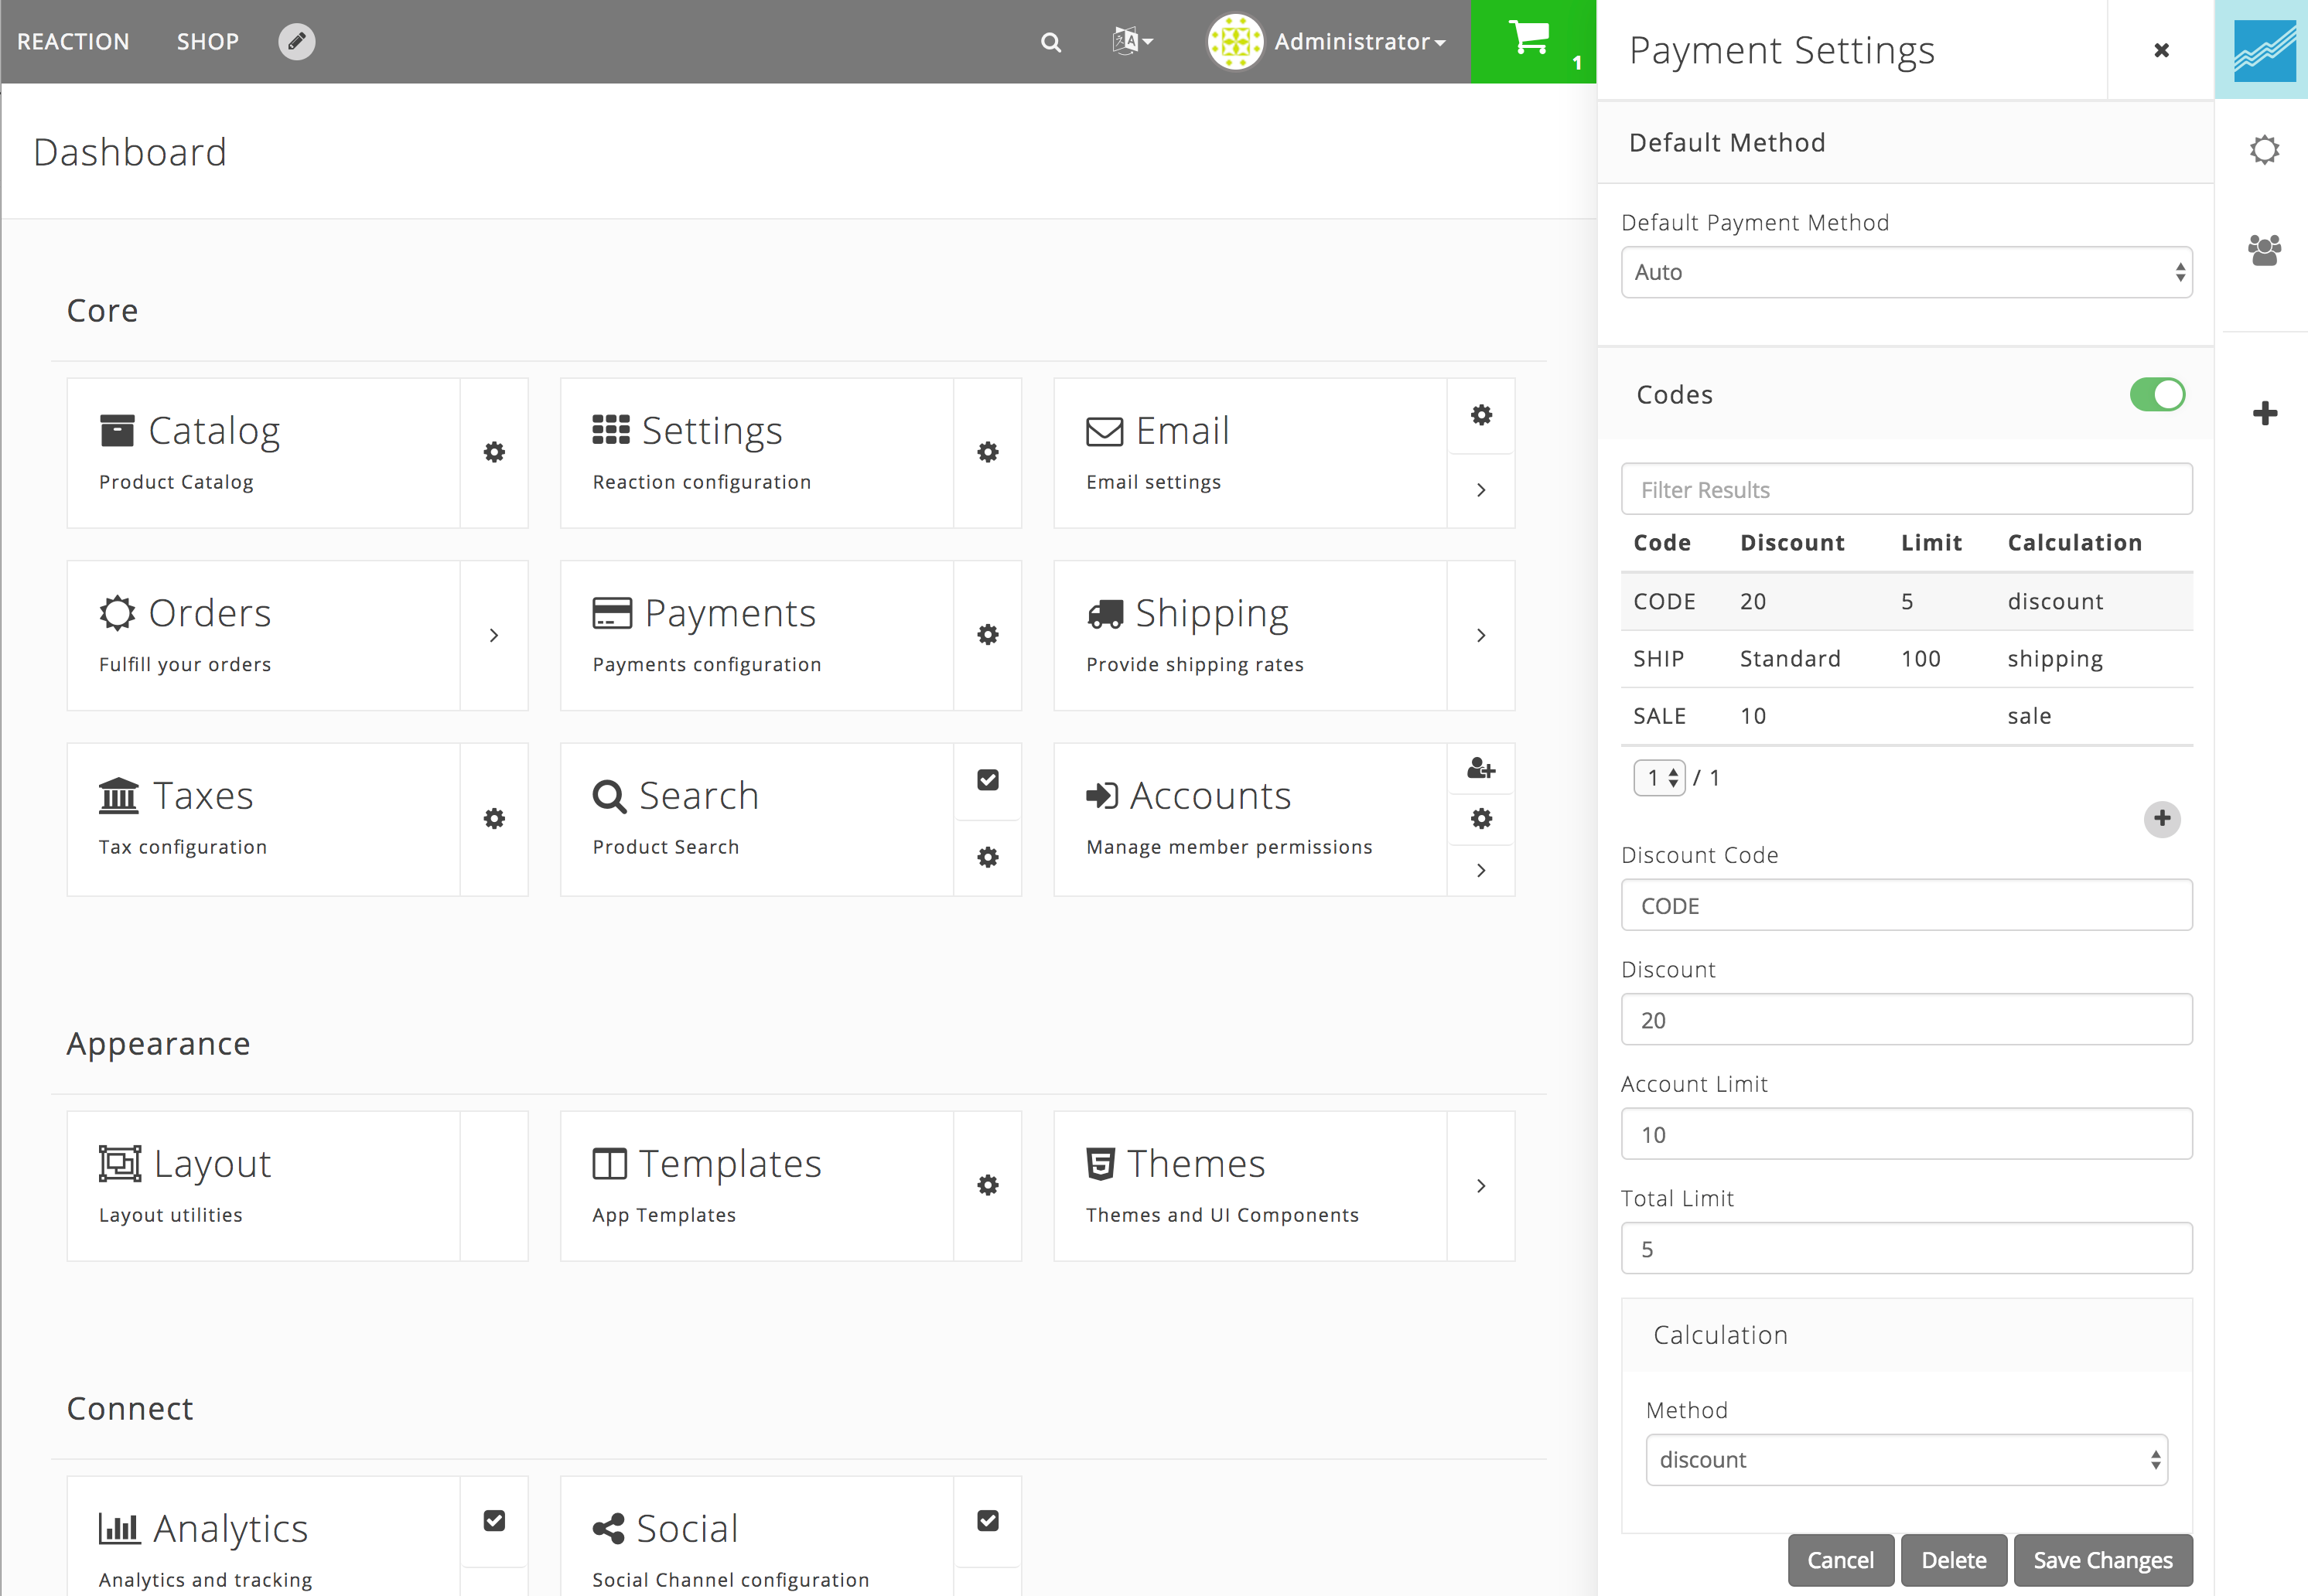 REACTION SHOP Administrator 1
Dashboard
Core
Catalog
Product Catalog
Settings
Reaction configuration
Email
Email settings
Orders
Fulfill your orders
Payments
Payments configuration
Shipping
Provide shipping rates
Taxes
Tax configuration
Search
Product Search
Accounts
Manage member permissions
Appearance
Layout
Layout utilities
Templates
App Templates
Themes
Themes and UI Components
Connect
Analytics
Analytics and tracking
Social
Social Channel configuration
Payment Settings
Default Method
Default Payment Method
Auto
Codes
Filter Results
Code Discount Limit Calculation
CODE 20 5 discount
SHIP Standard 100 shipping
SALE 10 sale
1 / 1
Discount Code
CODE
Discount
20
Account Limit
10
Total Limit
5
Calculation
Method
discount
Cancel Delete Save Changes